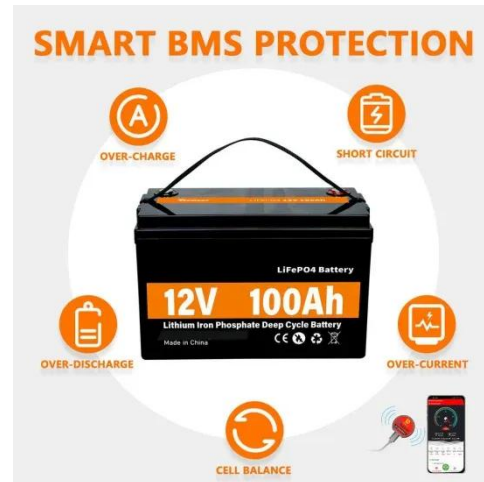 SMART BMS PROTECTION
OVER-CHARGE
SHORT CIRCUIT
LiFePO4 Battery
12V 100Ah
Lithium Iron Phosphate Deep Cycle Battery
Made in China
CE
OVER-DISCHARGE
OVER-CURRENT
CELL BALANCE